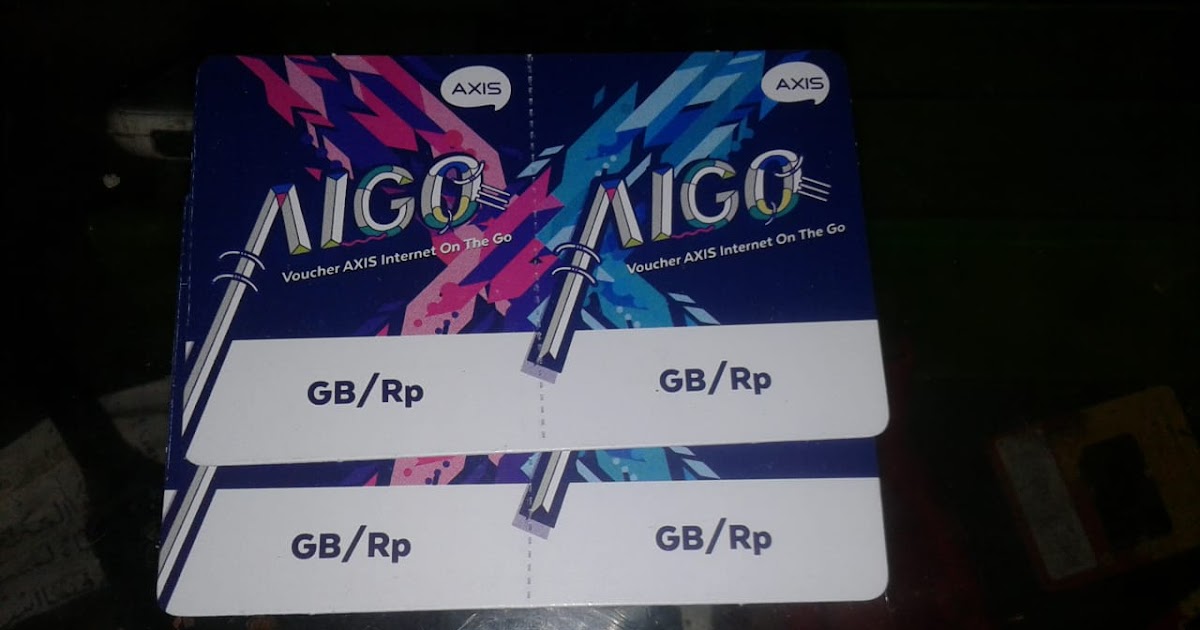 AXIS
AIGO
Voucher AXIS Internet On The Go
GB/Rp
AXIS
AIGO
Voucher AXIS Internet On The Go
GB/Rp
GB/Rp
GB/Rp